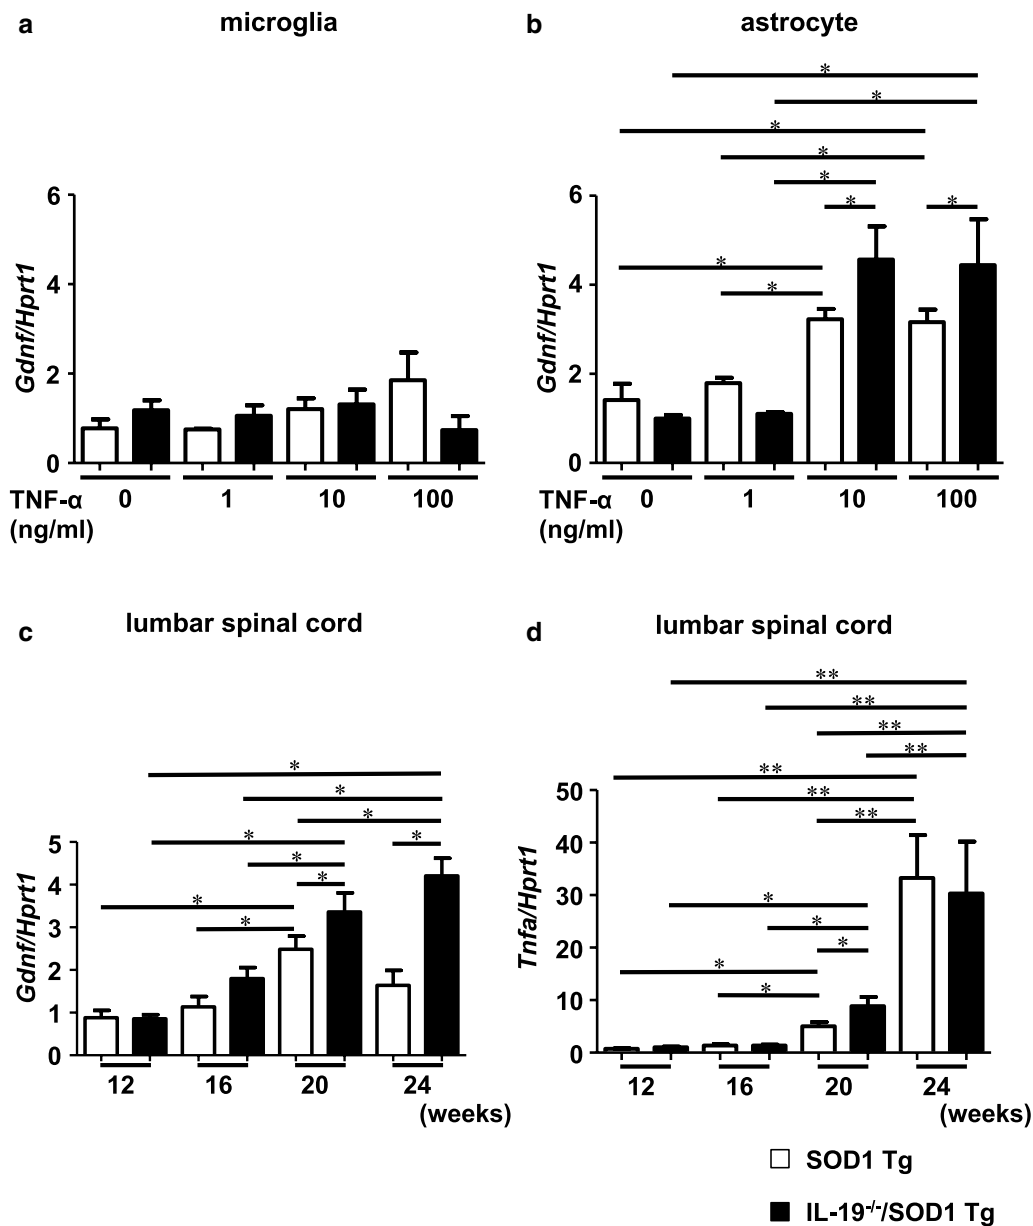 a microglia
6
4
2
0
Gdnf/Hprt1
TNF-α 0 1 10 100
(ng/ml)
b astrocyte
*
*
*
*
*
* *
*
*
6
4
2
0
Gdnf/Hprt1
TNF-α 0 1 10 100
(ng/ml)
c lumbar spinal cord
*
*
*
* *
*
*
*
*
5
4
3
2
1
0
Gdnf/Hprt1
12 16 20 24
(weeks)
d lumbar spinal cord
**
**
**
**
**
**
**
*
*
*
*
*
50
40
30
20
10
0
Tnfa/Hprt1
12 16 20 24
(weeks)
SOD1 Tg
IL-19-/-/SOD1 Tg